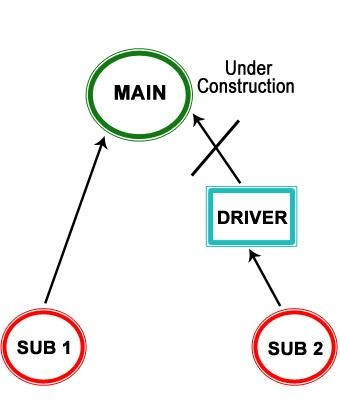 Under
Construction
MAIN
DRIVER
SUB 1
SUB 2